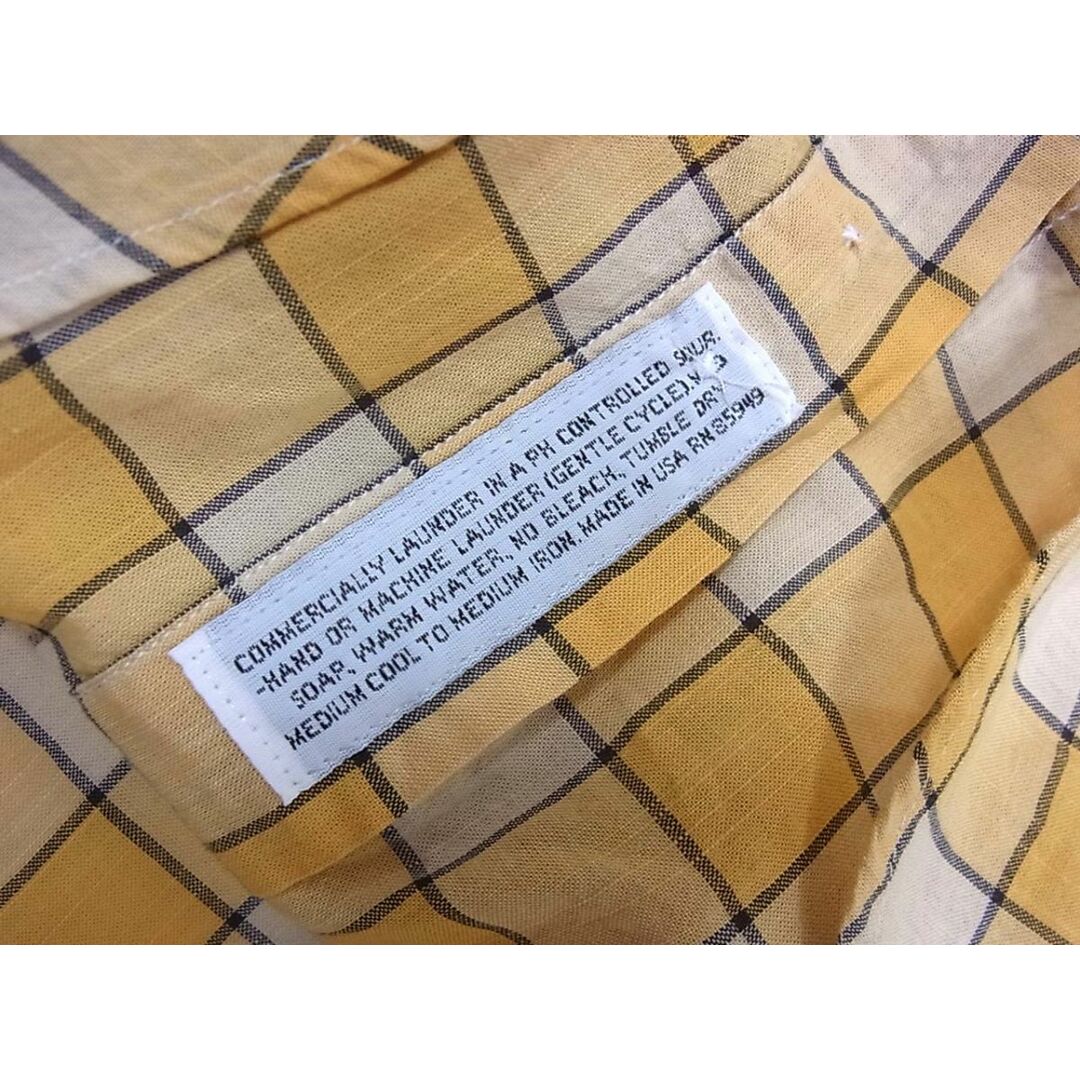 COMMERCIALLY LAUNDER IN A PH CONTROLLED
-HAND OR MACHINE LAUNDER (GENTLE CYCLE).
SOAP, WARM WATER, NO BLEACH, TUMBLE DRY
MEDIUM COOL TO MEDIUM IRON. MADE IN USA RN 85949